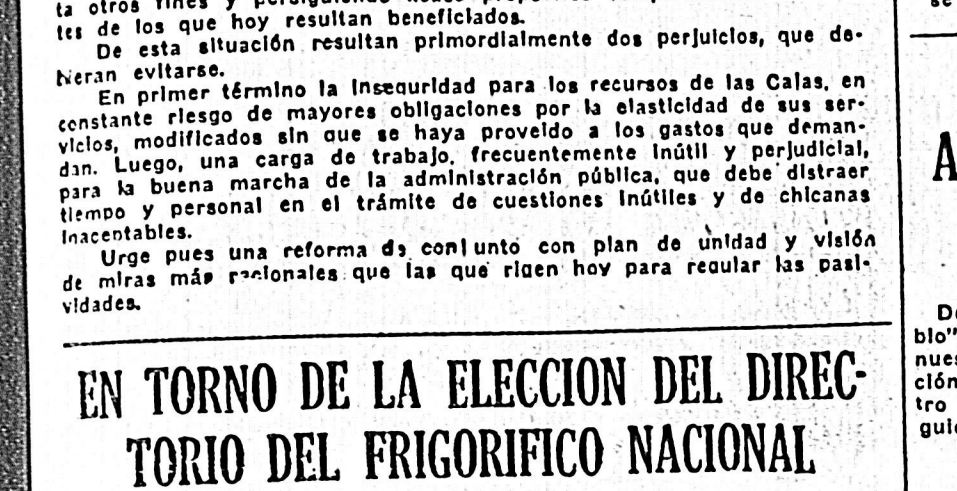 ta otros fines y
tes de los que hoy resultan beneficiados.
De esta situación resultan primordialmente dos perjuicios, que de-
bieran evitarse.
En primer término la inseguridad para los recursos de las Cajas, en
constante riesgo de mayores obligaciones por la elasticidad de sus ser-
vicios, modificados sin que se haya proveído a los gastos que deman-
dan. Luego, una carga de trabajo, frecuentemente inútil y perjudicial,
para la buena marcha de la administración pública, que debe distraer
tiempo y personal en el trámite de cuestiones inútiles y de chicanas
inaceptables.
Urge pues una reforma de conjunto con plan de unidad y visión
de miras más racionales que las que rigen hoy para regular las pasi-
vidades.
EN TORNO DE LA ELECCION DEL DIREC-
TORIO DEL FRIGORIFICO NACIONAL
se
A
De
blo"
nues
ción
tro
guie